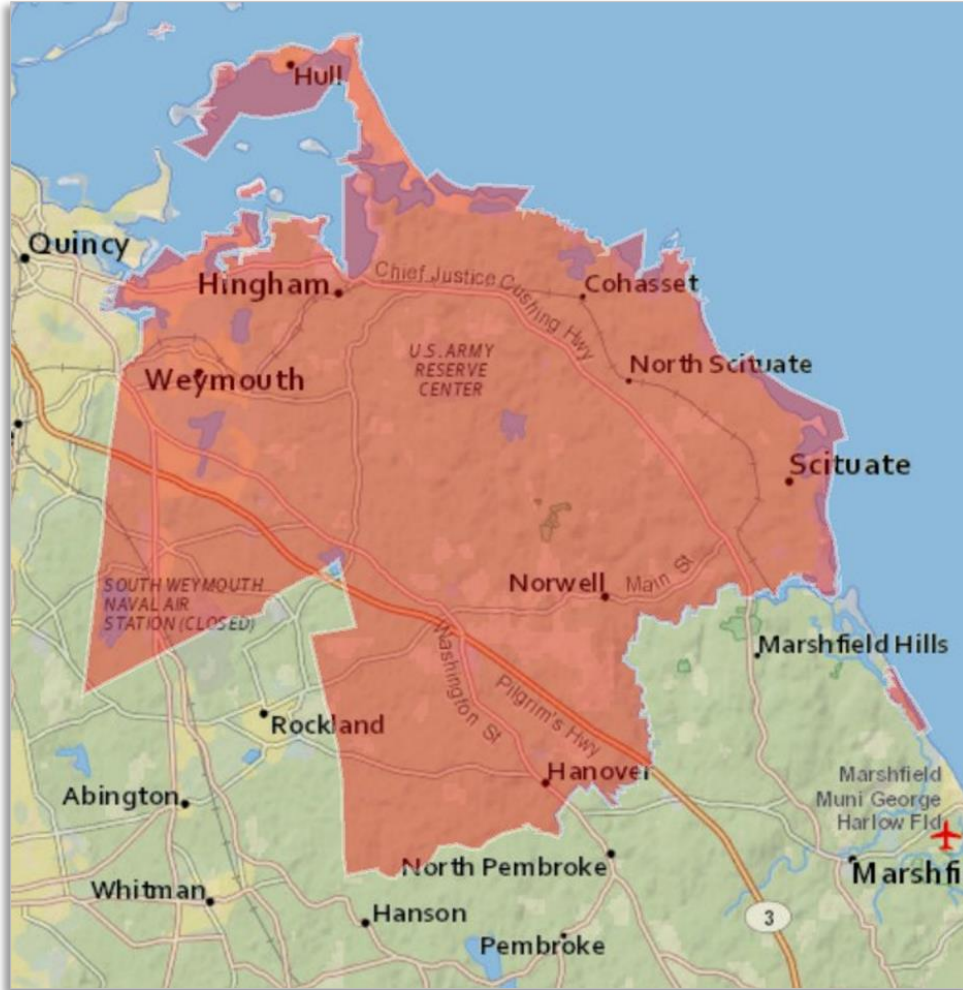 Hull
Quincy
Hingham
Chief Justice Cushing Hwy
Cohasset
U.S. ARMY
RESERVE
CENTER
North Scituate
Weymouth
Scituate
SOUTH WEYMOUTH
NAVAL AIR
STATION (CLOSED)
Norwell
Main St
Marshfield Hills
Washington St
Pilgrim's Hwy
Rockland
Hanover
Abington
Marshfield
Muni George
Harlow Fld
North Pembroke
Marshfi
Whitman
Hanson
3
Pembroke